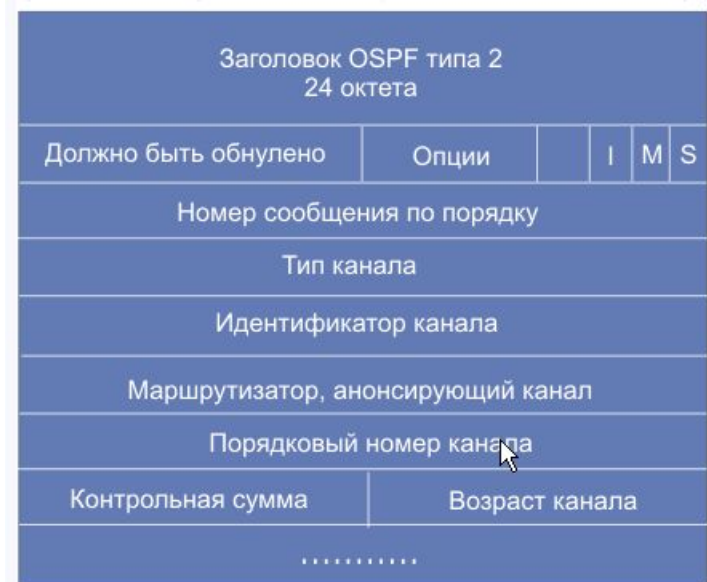 Заголовок OSPF типа 2
24 октета
Должно быть обнулено Опции I M S
Номер сообщения по порядку
Тип канала
Идентификатор канала
Маршрутизатор, анонсирующий канал
Порядковый номер канала
Контрольная сумма Возраст канала
...........